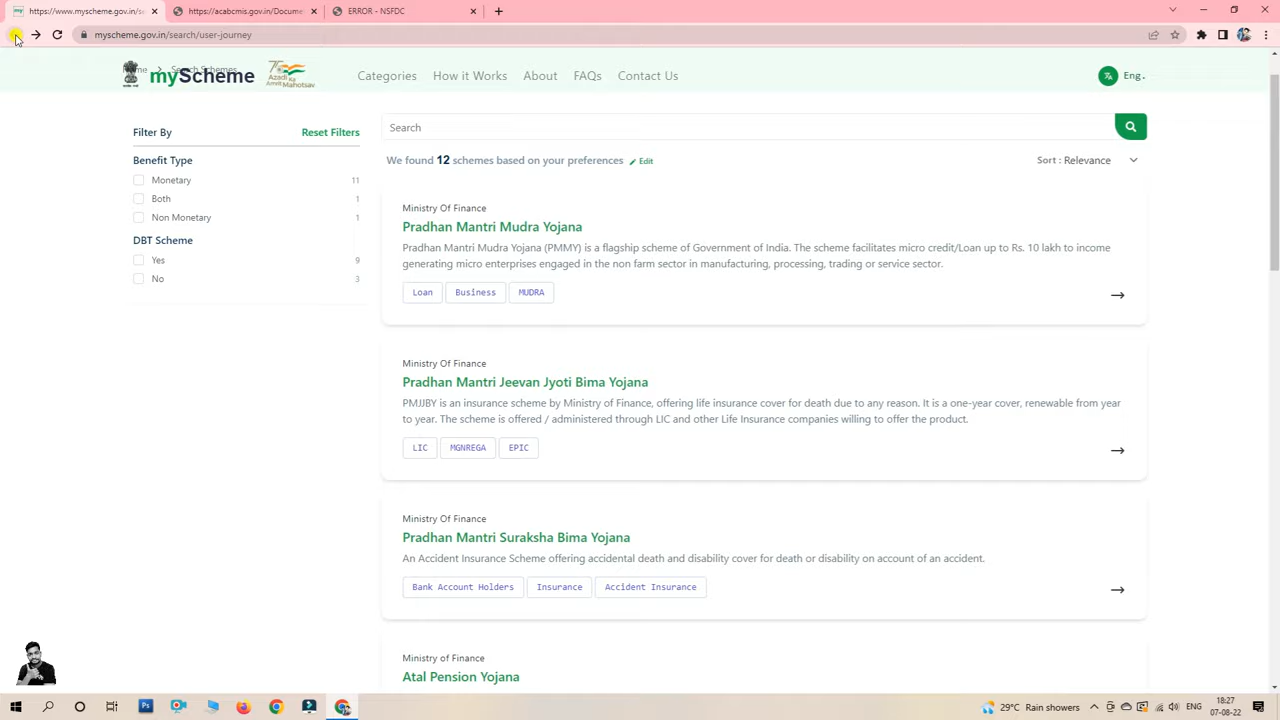 https://www.myscheme.gov.in/se
https://acabcmis.gov.in/Docume
ERROR - NSFDC
myscheme.gov.in/search/user-journey
Home > Search Schemes
myScheme
Azadi Ka Amrit Mahotsav
Categories How it Works About FAQs Contact Us
Eng.
Filter By Reset Filters
Benefit Type
Monetary 11
Both 1
Non Monetary 1
DBT Scheme
Yes 9
No 3
Search
We found 12 schemes based on your preferences Edit
Sort : Relevance
Ministry Of Finance
Pradhan Mantri Mudra Yojana
Pradhan Mantri Mudra Yojana (PMMY) is a flagship scheme of Government of India. The scheme facilitates micro credit/Loan up to Rs. 10 lakh to income
generating micro enterprises engaged in the non farm sector in manufacturing, processing, trading or service sector.
Loan Business MUDRA
Ministry Of Finance
Pradhan Mantri Jeevan Jyoti Bima Yojana
PMJJBY is an insurance scheme by Ministry of Finance, offering life insurance cover for death due to any reason. It is a one-year cover, renewable from year
to year. The scheme is offered / administered through LIC and other Life Insurance companies willing to offer the product.
LIC MGNREGA EPIC
Ministry Of Finance
Pradhan Mantri Suraksha Bima Yojana
An Accident Insurance Scheme offering accidental death and disability cover for death or disability on account of an accident.
Bank Account Holders Insurance Accident Insurance
Ministry of Finance
Atal Pension Yojana
29°C Rain showers
ENG
18:27
07-08-22